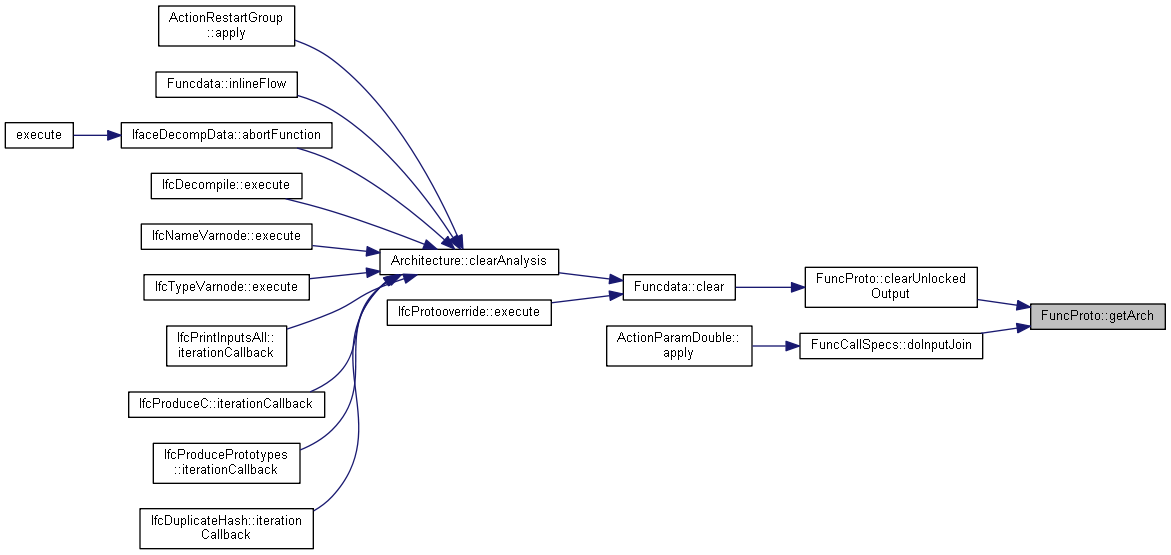 ActionRestartGroup
::apply
Funcdata::inlineFlow
execute
IfaceDecompData::abortFunction
IfcDecompile::execute
IfcNameVarnode::execute
Architecture::clearAnalysis
IfcTypeVarnode::execute
Funcdata::clear
FuncProto::clearUnlocked
Output
IfcProtooverride::execute
FuncProto::getArch
IfcPrintInputsAll::
iterationCallback
ActionParamDouble::
apply
FuncCallSpecs::doInputJoin
IfcProduceC::iterationCallback
IfcProducePrototypes
::iterationCallback
IfcDuplicateHash::iteration
Callback